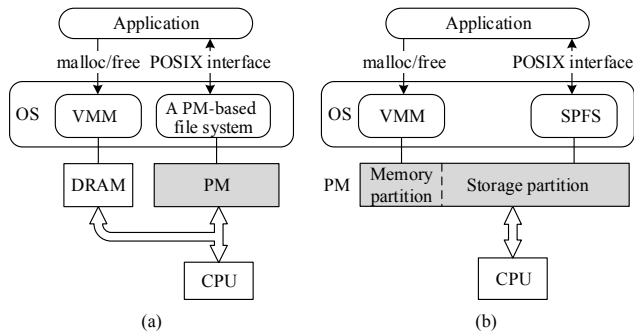 Application
malloc/free
POSIX interface
OS
VMM
A PM-based
file system
DRAM
PM
CPU
(a)
Application
malloc/free
POSIX interface
OS
VMM
SPFS
PM
Memory
partition
Storage partition
CPU
(b)